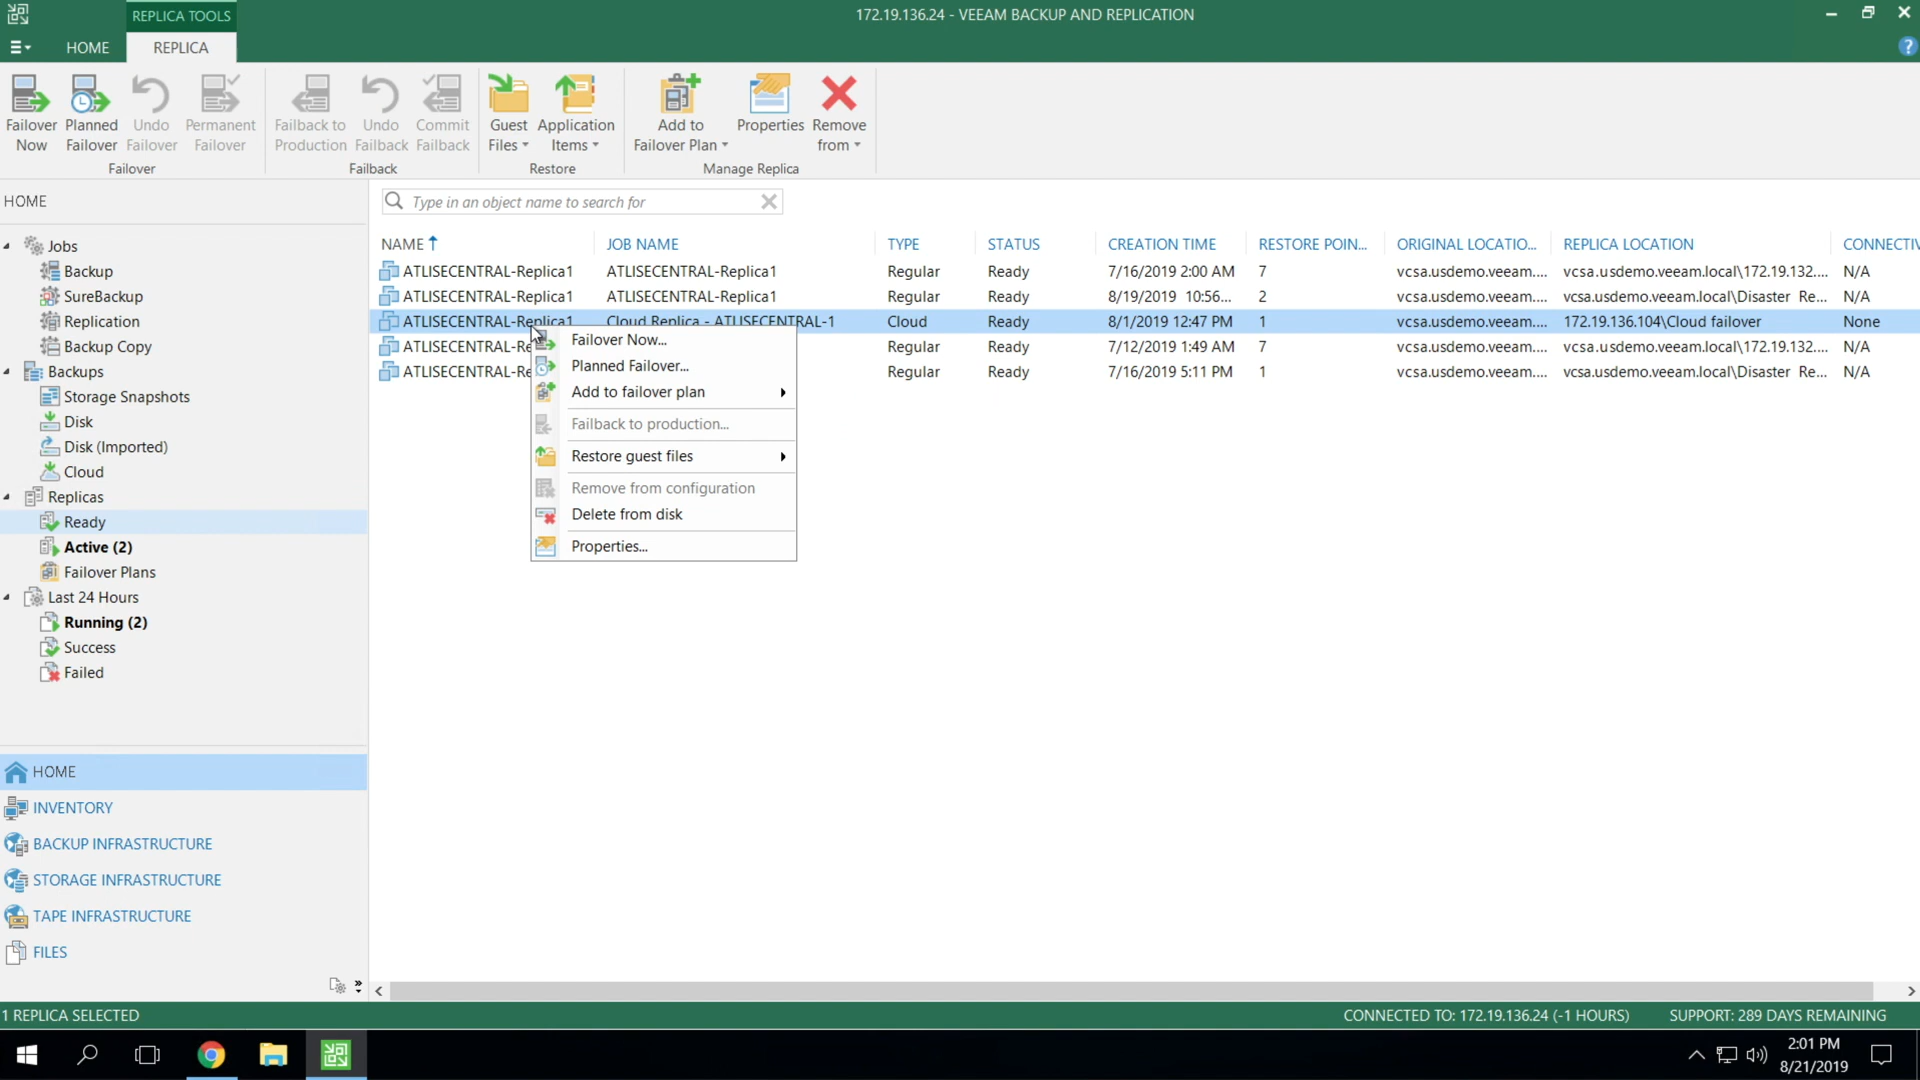 REPLICA TOOLS
172.19.136.24 - VEEAM BACKUP AND REPLICATION
HOME
REPLICA
Failover Now
Planned Failover
Undo Failover
Permanent Failover
Failover
Failback to Production
Undo Failback
Commit Failback
Failback
Guest Files
Application Items
Restore
Add to Failover Plan
Properties
Remove from
Manage Replica
HOME
Jobs
Backup
SureBackup
Replication
Backup Copy
Backups
Storage Snapshots
Disk
Disk (Imported)
Cloud
Replicas
Ready
Active (2)
Failover Plans
Last 24 Hours
Running (2)
Success
Failed
HOME
INVENTORY
BACKUP INFRASTRUCTURE
STORAGE INFRASTRUCTURE
TAPE INFRASTRUCTURE
FILES
Type in an object name to search for
NAME JOB NAME TYPE STATUS CREATION TIME RESTORE POIN... ORIGINAL LOCATIO... REPLICA LOCATION CONNECTIV
ATLISECENTRAL-Replica1 ATLISECENTRAL-Replica1 Regular Ready 7/16/2019 2:00 AM 7 vcsa.usdemo.veeam.... vcsa.usdemo.veeam.local\172.19.132.... N/A
ATLISECENTRAL-Replica1 ATLISECENTRAL-Replica1 Regular Ready 8/19/2019 10:56... 2 vcsa.usdemo.veeam.... vcsa.usdemo.veeam.local\Disaster Re... N/A
ATLISECENTRAL-Replica1 Cloud Replica - ATLISECENTRAL-1 Cloud Ready 8/1/2019 12:47 PM 1 vcsa.usdemo.veeam.... 172.19.136.104\Cloud failover None
ATLISECENTRAL-Re Regular Ready 7/12/2019 1:49 AM 7 vcsa.usdemo.veeam.... vcsa.usdemo.veeam.local\172.19.132.... N/A
ATLISECENTRAL-Re Regular Ready 7/16/2019 5:11 PM 1 vcsa.usdemo.veeam.... vcsa.usdemo.veeam.local\Disaster Re... N/A
Failover Now...
Planned Failover...
Add to failover plan
Failback to production...
Restore guest files
Remove from configuration
Delete from disk
Properties...
1 REPLICA SELECTED
CONNECTED TO: 172.19.136.24 (-1 HOURS)
SUPPORT: 289 DAYS REMAINING
2:01 PM
8/21/2019